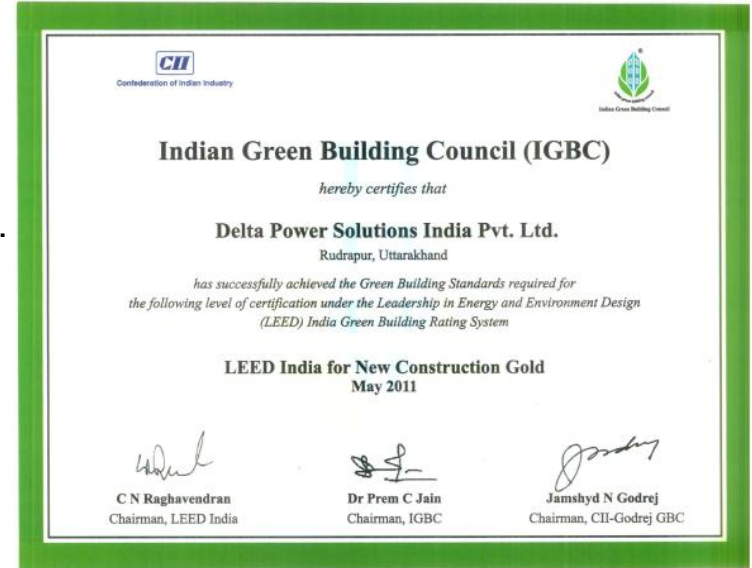 CII
Confederation of Indian Industry
Indian Green Building Council
Indian Green Building Council (IGBC)
hereby certifies that
Delta Power Solutions India Pvt. Ltd.
Rudrapur, Uttarakhand
has successfully achieved the Green Building Standards required for
the following level of certification under the Leadership in Energy and Environment Design
(LEED) India Green Building Rating System
LEED India for New Construction Gold
May 2011
C N Raghavendran
Chairman, LEED India
Dr Prem C Jain
Chairman, IGBC
Jamshyd N Godrej
Chairman, CII-Godrej GBC